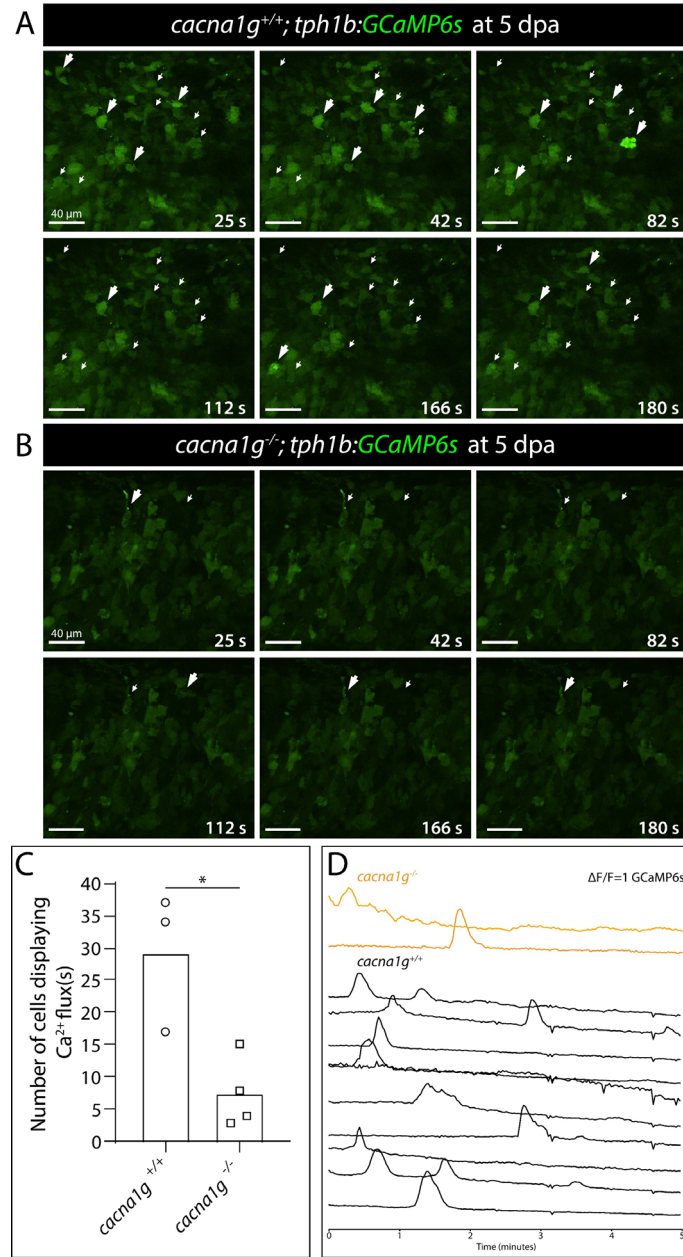 A
cacna1g+/+; tph1b:GCaMP6s at 5 dpa
40 µm
25 s
42 s
82 s
112 s
166 s
180 s
B
cacna1g-/-; tph1b:GCaMP6s at 5 dpa
40 µm
25 s
42 s
82 s
112 s
166 s
180 s
C
*
Number of cells displaying
Ca2+ flux(s)
40
35
30
25
20
15
10
5
0
cacna1g+/+
cacna1g-/-
D
cacna1g-/-
ΔF/F=1 GCaMP6s
cacna1g+/+
0
1
2
3
4
5
Time (minutes)